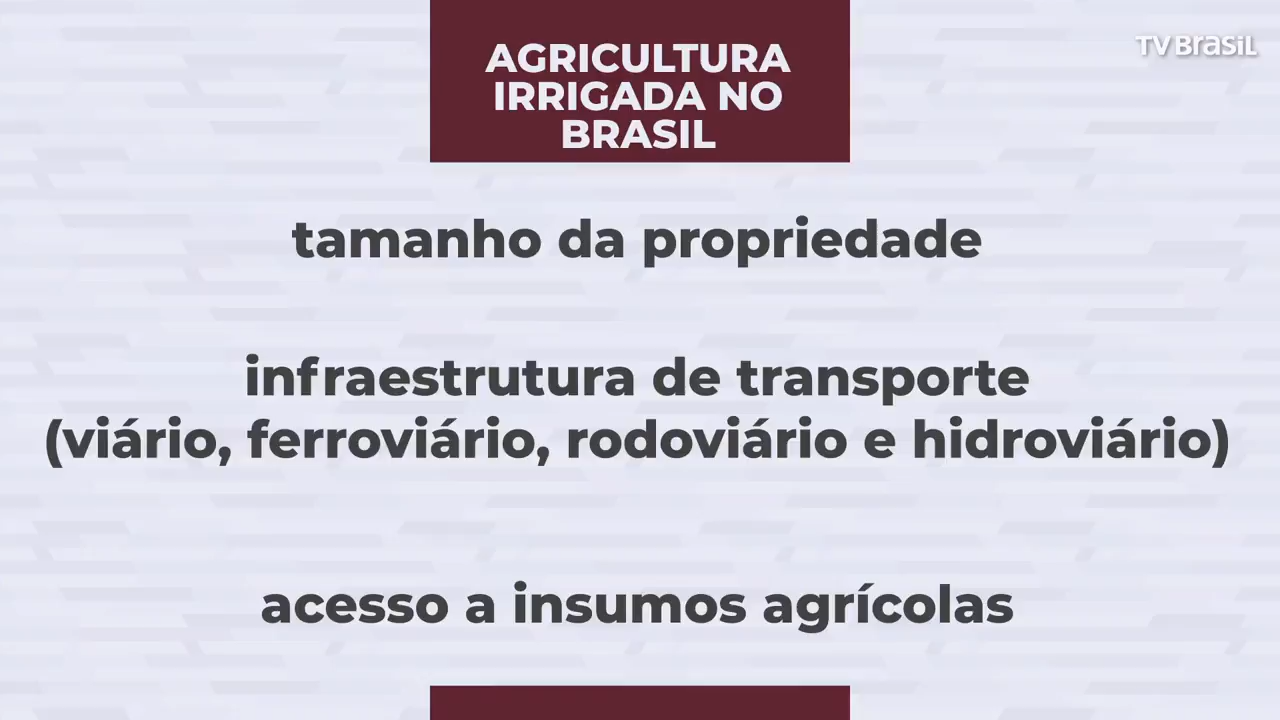 AGRICULTURA
IRRIGADA NO
BRASIL
TV BRASIL
tamanho da propriedade
infraestrutura de transporte
(viário, ferroviário, rodoviário e hidroviário)
acesso a insumos agrícolas